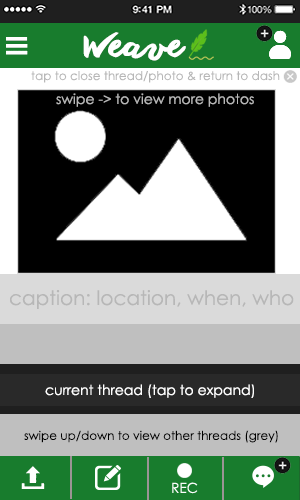 9:41 PM
100%
Weave
tap to close thread/photo & return to dash
swipe -> to view more photos
caption: location, when, who
current thread (tap to expand)
swipe up/down to view other threads (grey)
REC